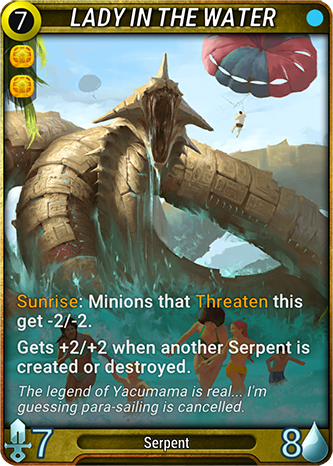 7
LADY IN THE WATER
Sunrise: Minions that Threaten this
get -2/-2.
Gets +2/+2 when another Serpent is
created or destroyed.
The legend of Yacumama is real... I'm
guessing para-sailing is cancelled.
7
Serpent
8